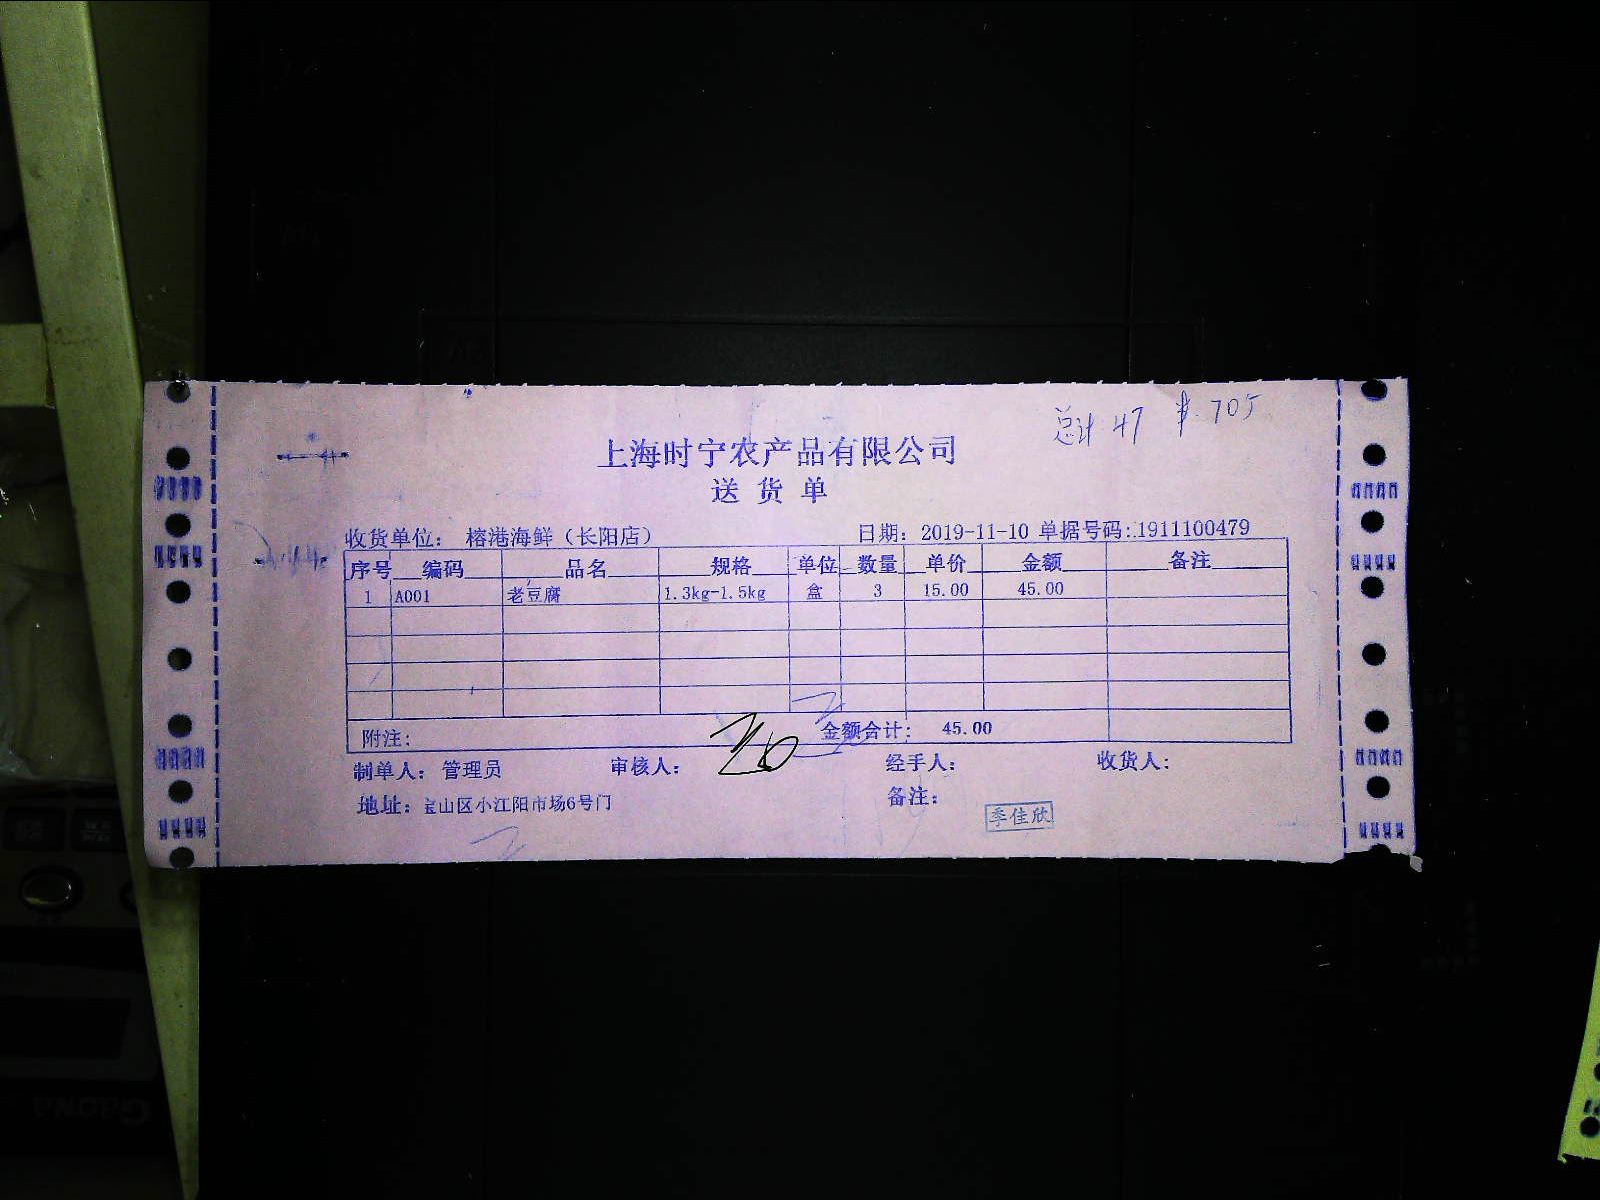 总计 47 # 705
上海时宁农产品有限公司
送货单
收货单位: 榕港海鲜（长阳店） 日期: 2019-11-10 单据号码:1911100479
序号 编码 品名 规格 单位 数量 单价 金额 备注
1 A001 老豆腐 1.3kg-1.5kg 盒 3 15.00 45.00
附注: 金额合计: 45.00
制单人: 管理员 审核人: 经手人: 收货人:
地址: 宝山区小江阳市场6号门 备注:
季佳欣